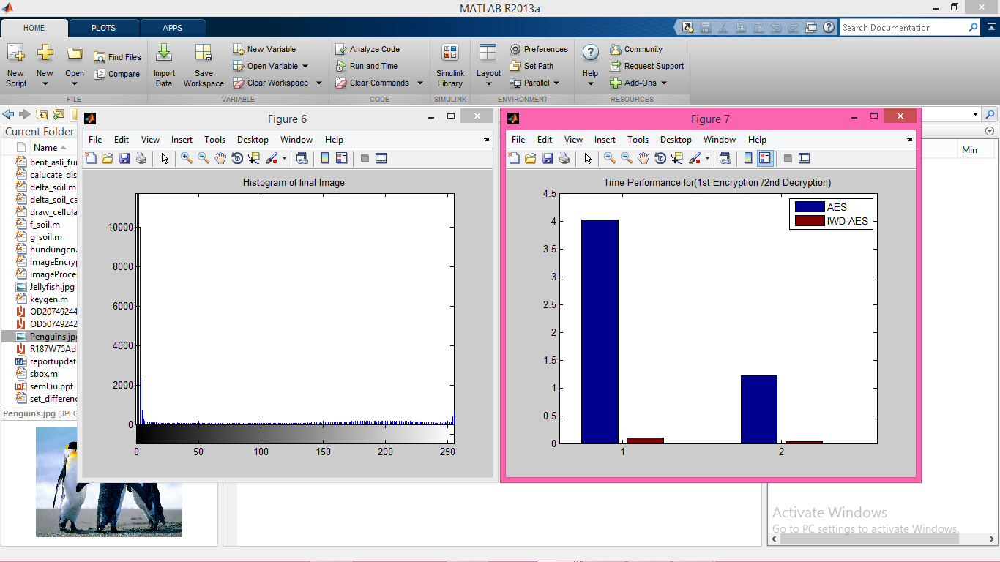 MATLAB R2013a
HOME PLOTS APPS
Search Documentation
New Script
New
Open
Find Files
Compare
FILE
Import Data
Save Workspace
New Variable
Open Variable
Clear Workspace
VARIABLE
Analyze Code
Run and Time
Clear Commands
CODE
Simulink Library
SIMULINK
Layout
Preferences
Set Path
Parallel
ENVIRONMENT
Help
Community
Request Support
Add-Ons
RESOURCES
Current Folder
Name
bent_asli_fur
calucate_dis
delta_soil.m
delta_soil_ca
draw_cellula
f_soil.m
g_soil.m
hundungen.
ImageEncry
imageProce
Jellyfish.jpg
keygen.m
OD20749244
OD50749242
Penguins.jp
R187W75Ad
reportupdat
sbox.m
semLiu.ppt
set_differenc
Penguins.jpg (JPEG
Figure 6
File Edit View Insert Tools Desktop Window Help
Histogram of final Image
10000
8000
6000
4000
2000
0
0 50 100 150 200 250
Figure 7
File Edit View Insert Tools Desktop Window Help
Time Performance for(1st Encryption /2nd Decryption)
4.5
4
3.5
3
2.5
2
1.5
1
0.5
0
1 2
AES
IWD-AES
Min
Activate Windows
Go to PC settings to activate Windows.